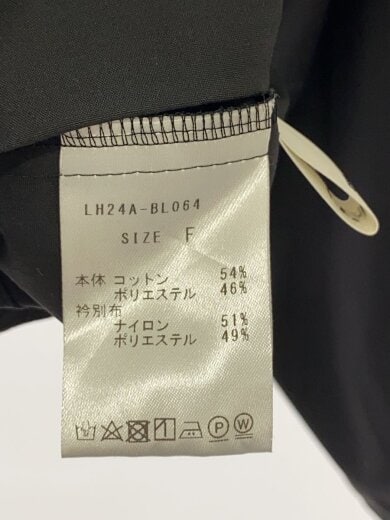 LH24A-BL064
SIZE F
本体 コットン 54%
ポリエステル 46%
衿別布
ナイロン 51%
ポリエステル 49%
P W